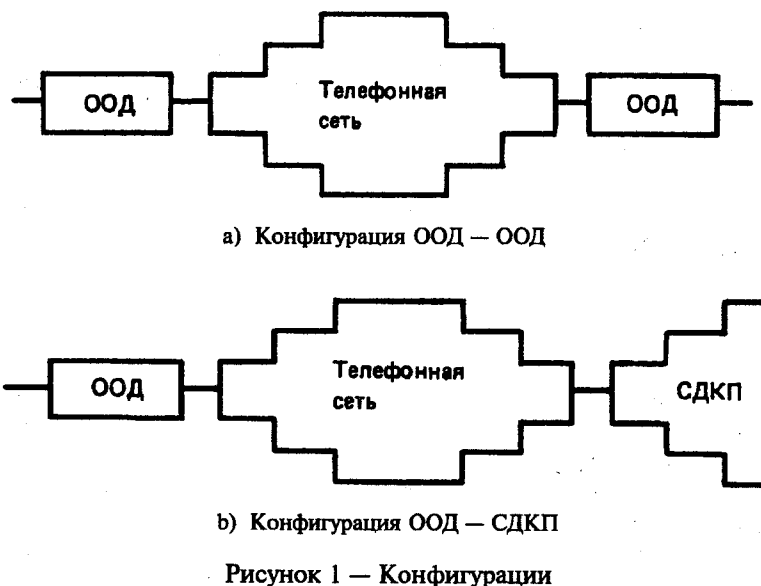 ООД
Телефонная
сеть
ООД
а) Конфигурация ООД — ООД
ООД
Телефонная
сеть
СДКП
b) Конфигурация ООД — СДКП
Рисунок 1 — Конфигурации